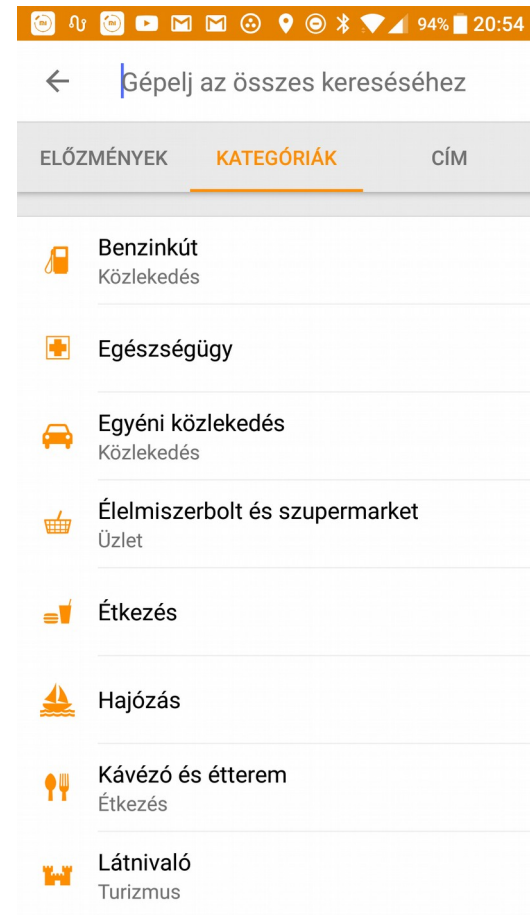 94% 20:54
Gépelj az összes kereséséhez
ELŐZMÉNYEK KATEGÓRIÁK CÍM
Benzinkút
Közlekedés
Egészségügy
Egyéni közlekedés
Közlekedés
Élelmiszerbolt és szupermarket
Üzlet
Étkezés
Hajózás
Kávézó és étterem
Étkezés
Látnivaló
Turizmus